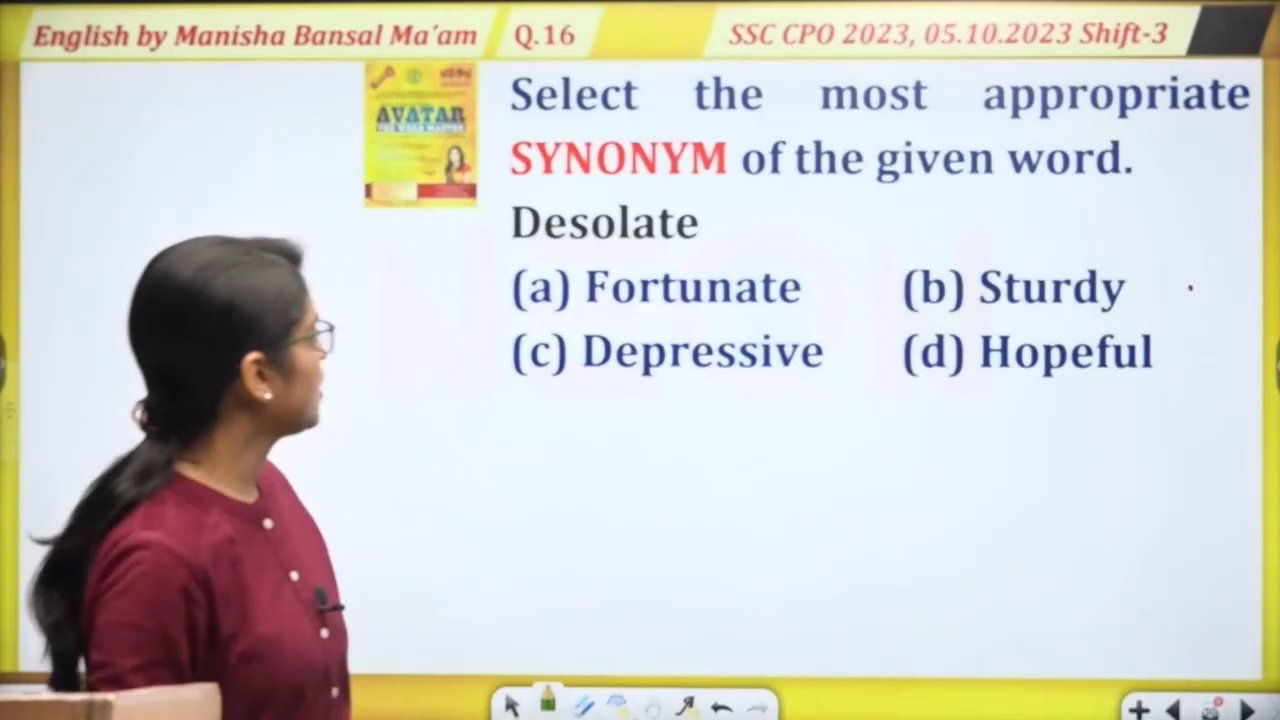 English by Manisha Bansal Ma'am
Q.16
SSC CPO 2023, 05.10.2023 Shift-3
AVATAR
Select the most appropriate
SYNONYM of the given word.
Desolate
(a) Fortunate (b) Sturdy
(c) Depressive (d) Hopeful